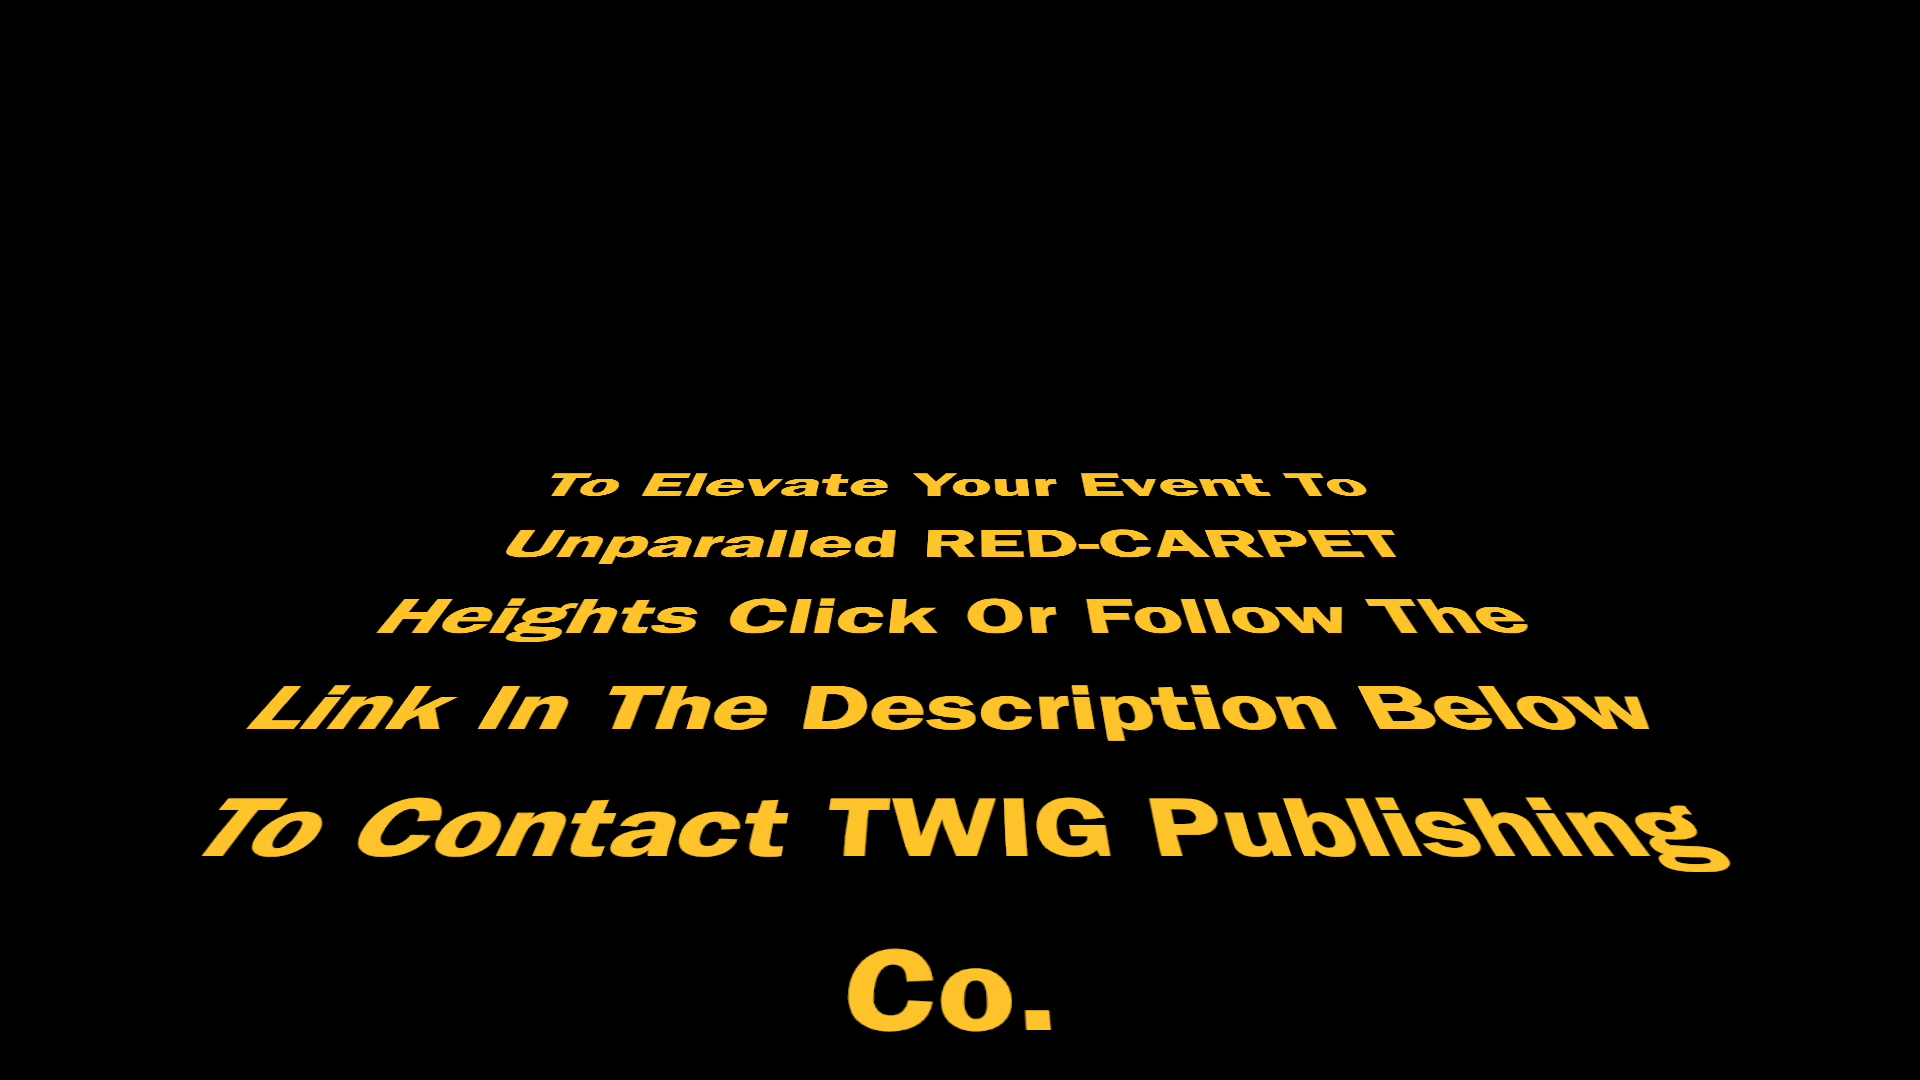 To Elevate Your Event To
Unparalled RED-CARPET
Heights Click Or Follow The
Link In The Description Below
To Contact TWIG Publishing
Co.